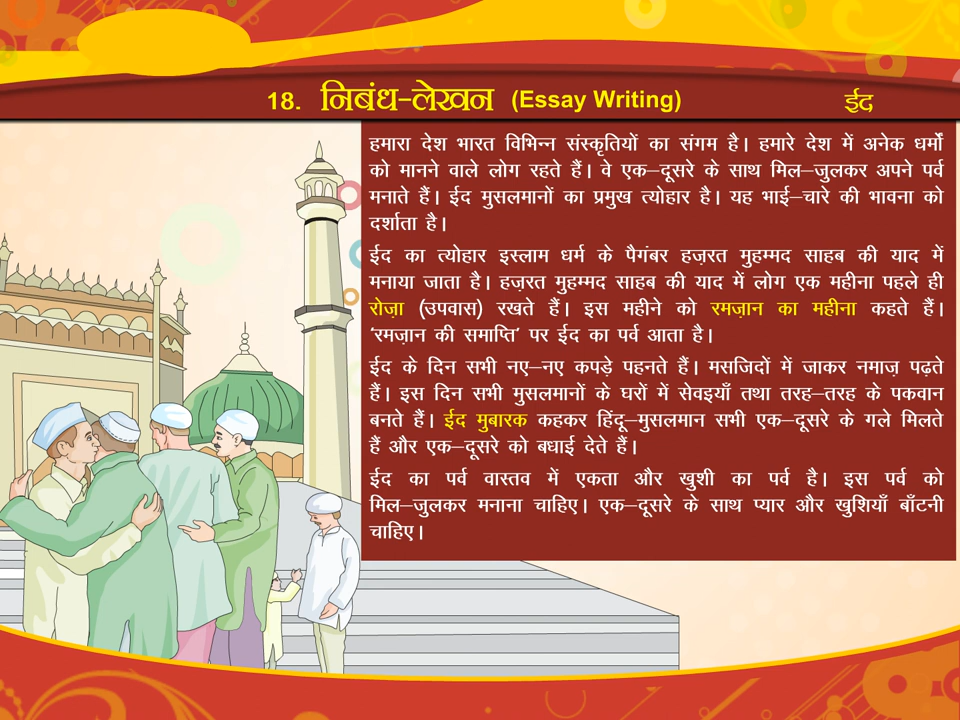 18. निबंध-लेखन (Essay Writing) ईद
हमारा देश भारत विभिन्न संस्कृतियों का संगम है। हमारे देश में अनेक धर्मों
को मानने वाले लोग रहते हैं। वे एक–दूसरे के साथ मिल–जुलकर अपने पर्व
मनाते हैं। ईद मुसलमानों का प्रमुख त्योहार है। यह भाई–चारे की भावना को
दर्शाता है।
ईद का त्योहार इस्लाम धर्म के पैगंबर हज़रत मुहम्मद साहब की याद में
मनाया जाता है। हज़रत मुहम्मद साहब की याद में लोग एक महीना पहले ही
रोज़ा (उपवास) रखते हैं। इस महीने को रमज़ान का महीना कहते हैं।
‘रमज़ान की समाप्ति’ पर ईद का पर्व आता है।
ईद के दिन सभी नए–नए कपड़े पहनते हैं। मसजिदों में जाकर नमाज़ पढ़ते
हैं। इस दिन सभी मुसलमानों के घरों में सेवइयाँ तथा तरह–तरह के पकवान
बनते हैं। ईद मुबारक कहकर हिंदू–मुसलमान सभी एक–दूसरे के गले मिलते
हैं और एक–दूसरे को बधाई देते हैं।
ईद का पर्व वास्तव में एकता और खुशी का पर्व है। इस पर्व को
मिल–जुलकर मनाना चाहिए। एक–दूसरे के साथ प्यार और खुशियाँ बाँटनी
चाहिए।